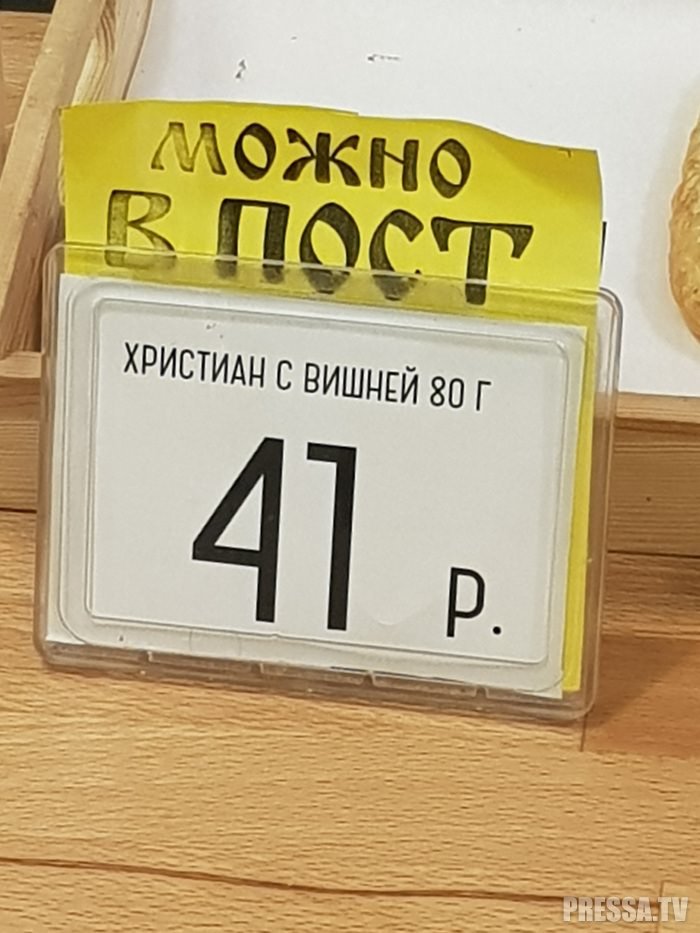 можно
в пост
ХРИСТИАН С ВИШНЕЙ 80 Г
41 Р.
PRESSA.TV